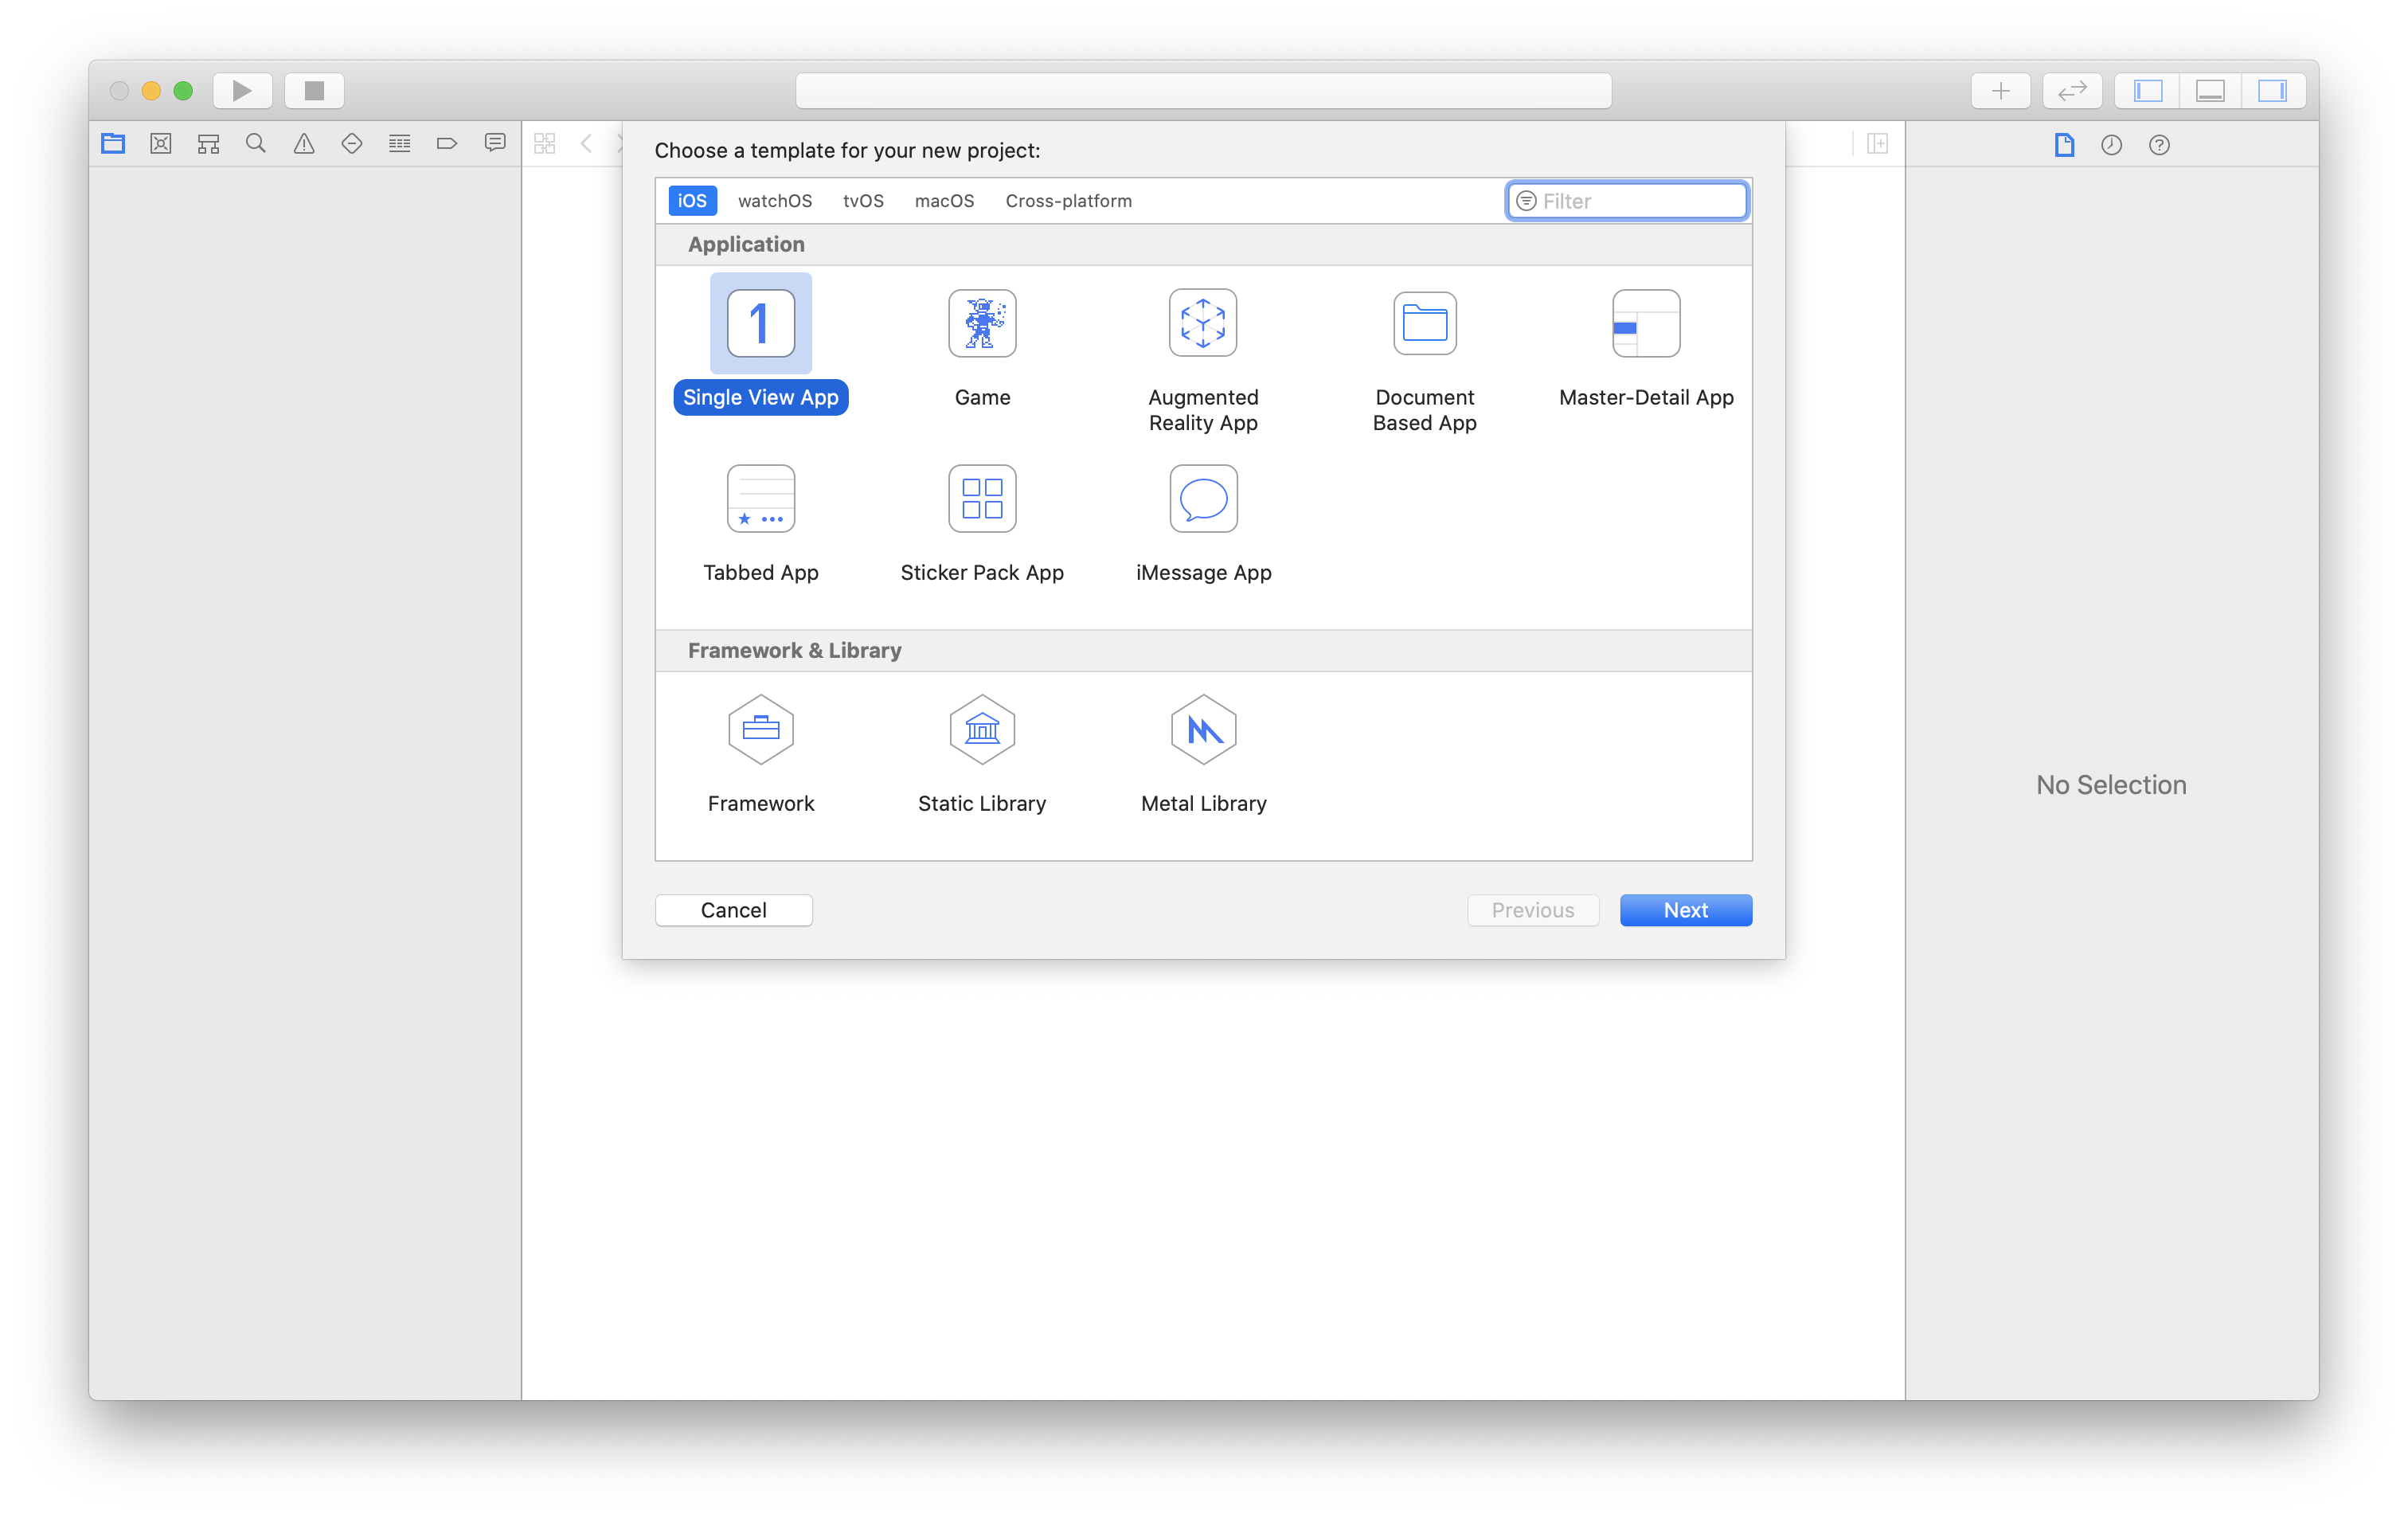 Choose a template for your new project:
iOS watchOS tvOS macOS Cross-platform Filter
Application
1
Single View App Game Augmented Reality App Document Based App Master-Detail App
Tabbed App Sticker Pack App iMessage App
Framework & Library
Framework Static Library Metal Library
No Selection
Cancel Previous Next